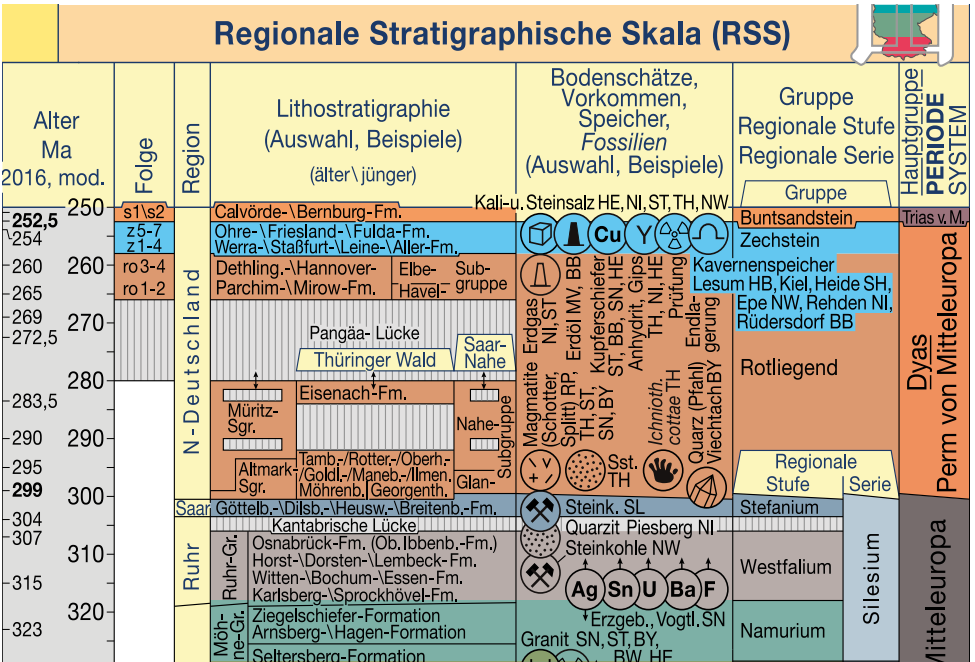 Regionale Stratigraphische Skala (RSS)
Alter
Ma
2016, mod.
Folge
Region
Lithostratigraphie
(Auswahl, Beispiele)
(älter\ jünger)
Bodenschätze,
Vorkommen,
Speicher,
Fossilien
(Auswahl, Beispiele)
Gruppe
Regionale Stufe
Regionale Serie
Gruppe
Hauptgruppe
PERIODE
SYSTEM
250
252,5
254
260
260
265
269
270
272,5
280
283,5
290
290
295
299
300
304
307
310
315
320
323
s1\s2
z5-7
z1-4
ro3-4
ro1-2
N-Deutschland
Saar
Ruhr
Calvörde-\Bernburg-Fm.
Ohre-\Friesland-\Fulda-Fm.
Werra-\Staßfurt-\Leine-\Aller-Fm.
Dethling.-\Hannover-
Parchim-\Mirow-Fm.
Elbe-
Havel-
Sub-
gruppe
Pangäa- Lücke
Thüringer Wald
Saar-
Nahe
Müritz-
Sgr.
Eisenach-Fm.
Nahe-
Subgruppe
Altmark-
Sgr.
Tamb.-/Rotter.-/Oberh.-
/Goldl./Maneb./Ilmen.
Möhrenb.
Georgenth.
Glan-
Göttelb.-\Dilsb.-\Heusw.-\Breitenb.-Fm.
Kantabrische Lücke
Ruhr-Gr.
Osnabrück-Fm. (Ob.Ibbenb.-Fm.)
Horst-\Dorsten-\Lembeck-Fm.
Witten-\Bochum-\Essen-Fm.
Karlsberg-\Sprockhövel-Fm.
Möh-
ne-Gr.
Ziegelschiefer-Formation
Arnsberg-\Hagen-Formation
Seltersberg-Formation
Kali-u. Steinsalz HE, NI, ST, TH, NW
Cu
Y
Erdgas
NI, ST
Erdöl MV, BB
Kupferschiefer
ST, BB, SN, HE
Anhydrit, Gips
TH, NI, HE
Prüfung
Endla-
gerung
Magmatite
(Schotter,
Splitt) RP,
TH, ST,
SN, BY
Ichnioth.
cottae TH
Quarz (Pfahl)
Viechtach BY
Sst.
TH
Steink. SL
Quarzit Piesberg NI
Steinkohle NW
Ag
Sn
U
Ba
F
Erzgeb., Vogtl. SN
Granit SN, ST, BY,
BW, HE
Buntsandstein
Zechstein
Kavernenspeicher
Lesum HB, Kiel, Heide SH,
Epe NW, Rehden NI,
Rüdersdorf BB
Rotliegend
Regionale
Stufe
Serie
Stefanium
Westfalium
Namurium
Silesium
Trias v. M.
Dyas
Perm von Mitteleuropa
Mitteleuropa